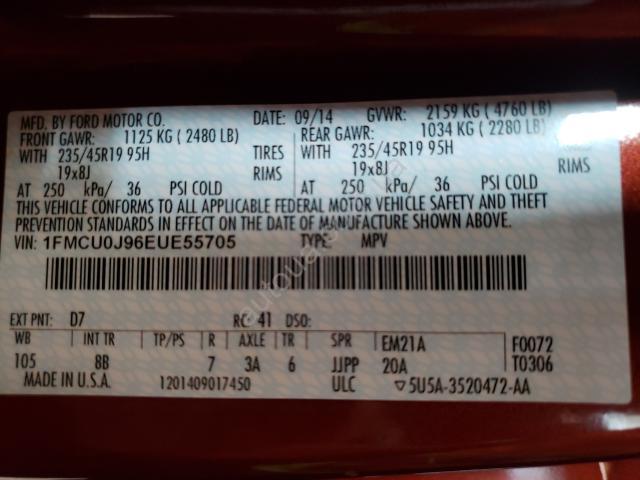 MFD. BY FORD MOTOR CO. DATE: 09/14 GVWR: 2159 KG ( 4760 LB)
FRONT GAWR: 1125 KG ( 2480 LB) REAR GAWR: 1034 KG ( 2280 LB)
WITH 235/45R19 95H TIRES WITH 235/45R19 95H TIRES
19x8J RIMS 19x8J RIMS
AT 250 kPa/ 36 PSI COLD AT 250 kPa/ 36 PSI COLD
THIS VEHICLE CONFORMS TO ALL APPLICABLE FEDERAL MOTOR VEHICLE SAFETY AND THEFT
PREVENTION STANDARDS IN EFFECT ON THE DATE OF MANUFACTURE SHOWN ABOVE.
VIN: 1FMCU0J96EUE55705 TYPE: MPV
EXT PNT: D7 RC: 41 DSO:
WB INT TR TP/PS R AXLE TR SPR EM21A F0072
105 8B 7 3A 6 JJPP 20A T0306
MADE IN U.S.A. 1201409017450 ULC ▽5U5A-3520472-AA